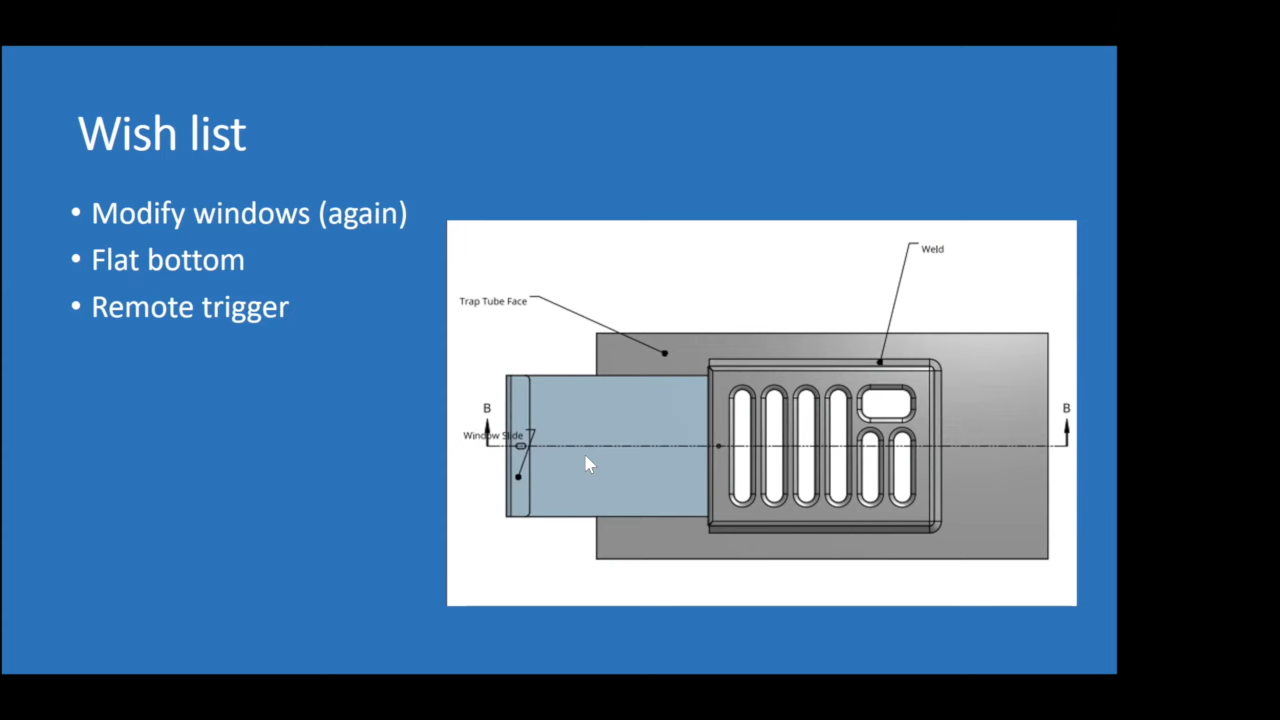 Wish list
• Modify windows (again)
• Flat bottom
• Remote trigger
Weld
Trap Tube Face
B
B
Window Slide